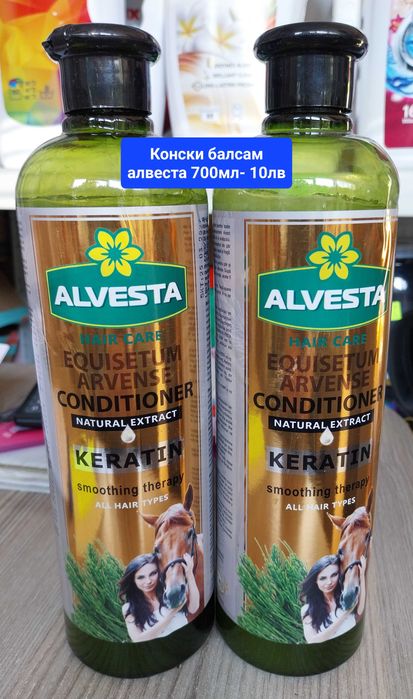 Конски балсам
алвеста 700мл- 10лв
ALVESTA
HAIR CARE
EQUISETUM
ARVENSE
CONDITIONER
NATURAL EXTRACT
KERATIN
smoothing therapy
ALL HAIR TYPES
ALVESTA
HAIR CARE
EQUISETUM
ARVENSE
CONDITIONER
NATURAL EXTRACT
KERATIN
smoothing therapy
ALL HAIR TYPES